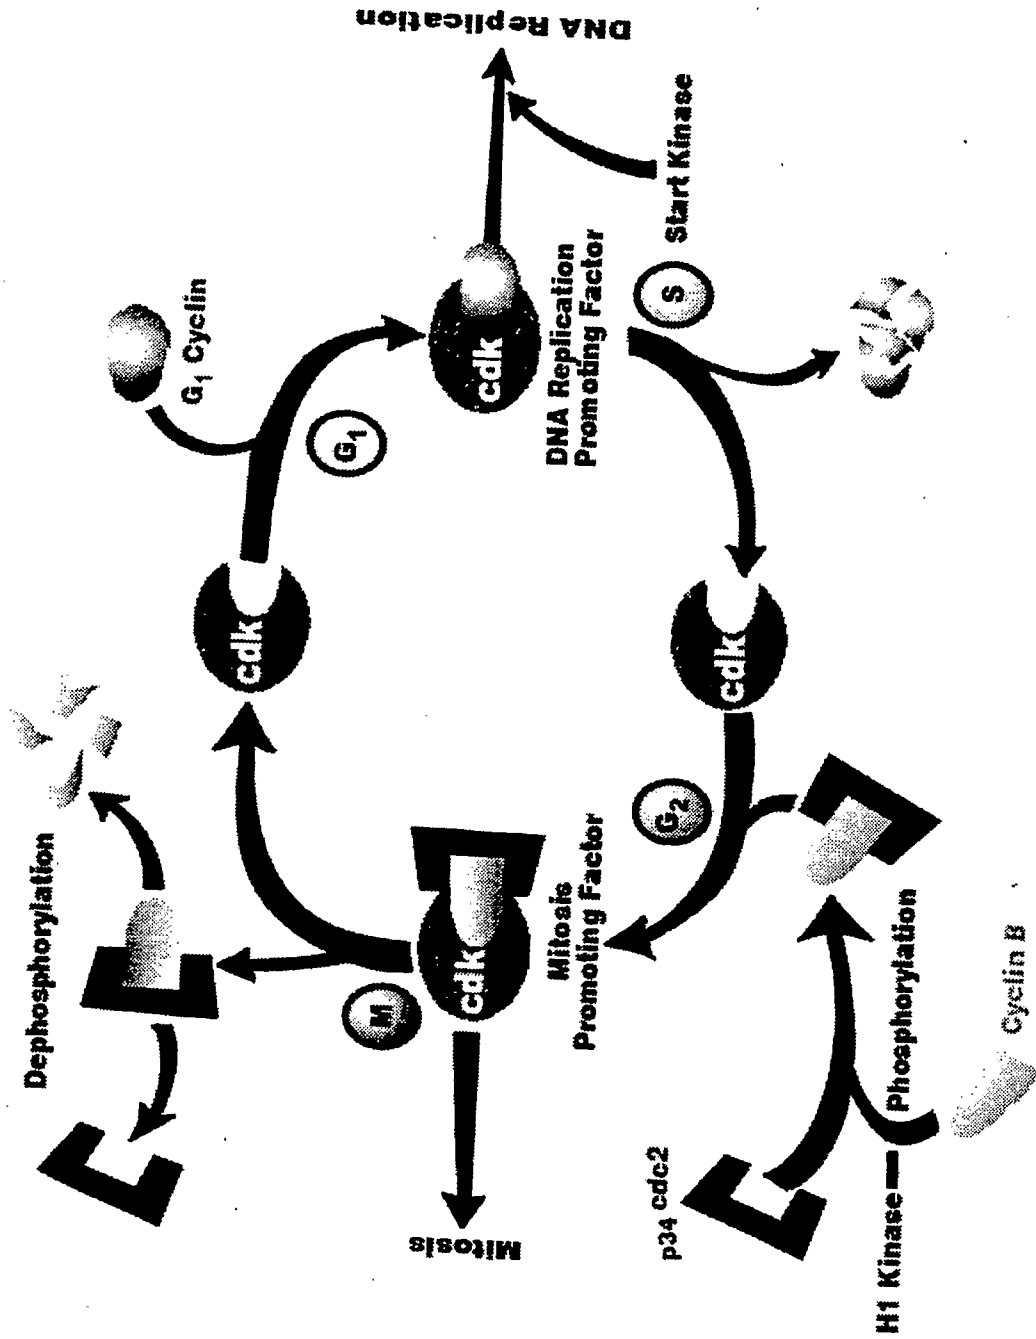 Dephosphorylation
cdk
G1 Cyclin
G1
M
cdk
Mitosis
Mitosis
Promoting Factor
cdk
DNA Replication
Promoting Factor
DNA Replication
G2
S
Start Kinase
p34 cdc2
cdk
H1 Kinase
Phosphorylation
Cyclin B